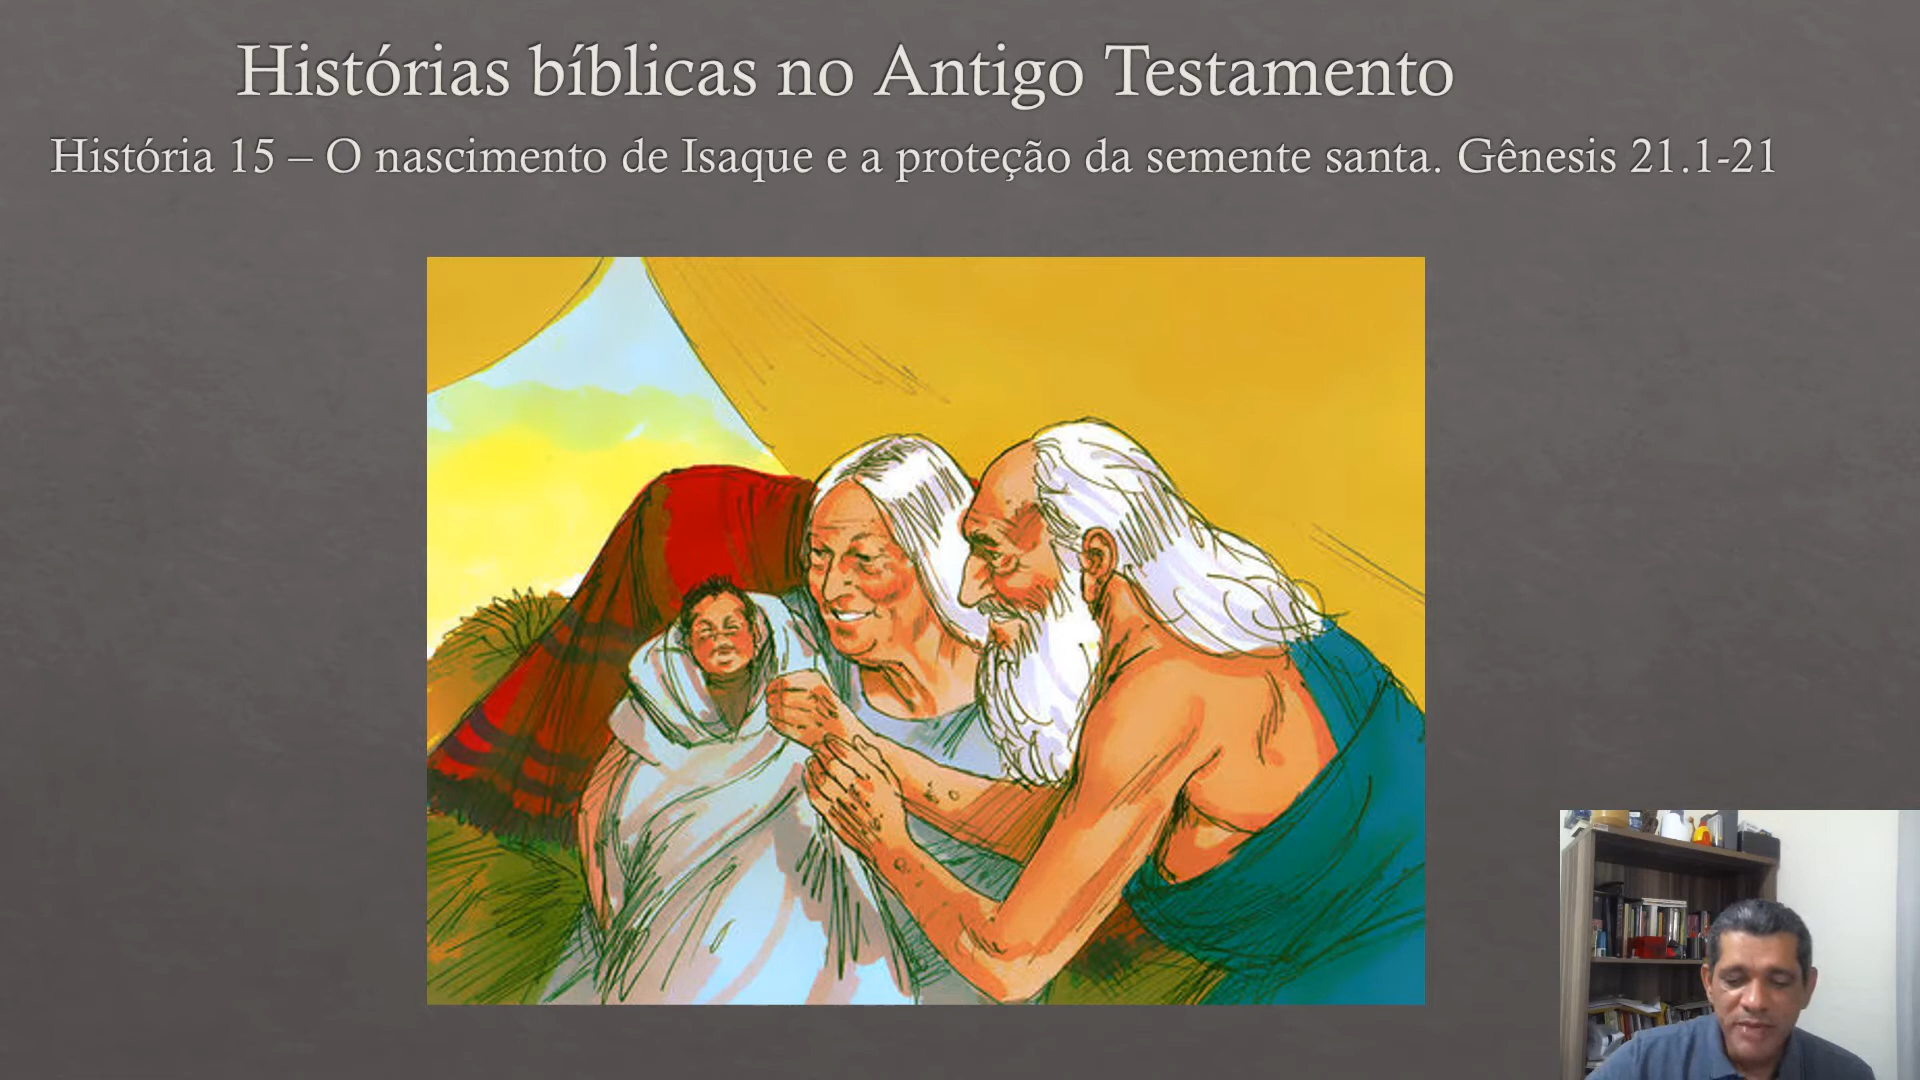 Histórias bíblicas no Antigo Testamento
História 15 – O nascimento de Isaque e a proteção da semente santa. Gênesis 21.1-21